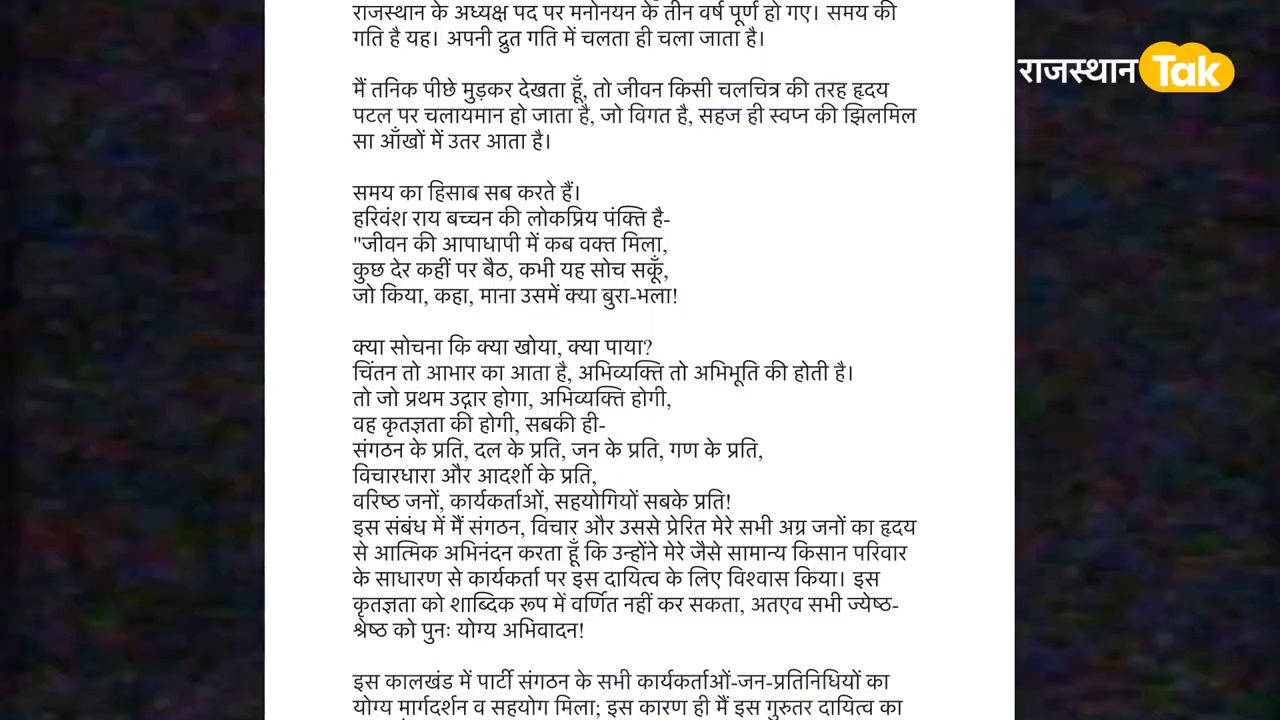 राजस्थान के अध्यक्ष पद पर मनोनयन के तीन वर्ष पूर्ण हो गए। समय की
गति है यह। अपनी द्रुत गति में चलता ही चला जाता है।
राजस्थान Tak
मैं तनिक पीछे मुड़कर देखता हूँ, तो जीवन किसी चलचित्र की तरह हृदय
पटल पर चलायमान हो जाता है, जो विगत है, सहज ही स्वप्न की झिलमिल
सा आँखों में उतर आता है।
समय का हिसाब सब करते हैं।
हरिवंश राय बच्चन की लोकप्रिय पंक्ति है-
"जीवन की आपाधापी में कब वक्त मिला,
कुछ देर कहीं पर बैठ, कभी यह सोच सकूँ,
जो किया, कहा, माना उसमें क्या बुरा-भला!
क्या सोचना कि क्या खोया, क्या पाया?
चिंतन तो आभार का आता है, अभिव्यक्ति तो अभिभूति की होती है।
तो जो प्रथम उद्गार होगा, अभिव्यक्ति होगी,
वह कृतज्ञता की होगी, सबकी ही-
संगठन के प्रति, दल के प्रति, जन के प्रति, गण के प्रति,
विचारधारा और आदर्शो के प्रति,
वरिष्ठ जनों, कार्यकर्ताओं, सहयोगियों सबके प्रति!
इस संबंध में मैं संगठन, विचार और उससे प्रेरित मेरे सभी अग्र जनों का हृदय
से आत्मिक अभिनंदन करता हूँ कि उन्होंने मेरे जैसे सामान्य किसान परिवार
के साधारण से कार्यकर्ता पर इस दायित्व के लिए विश्वास किया। इस
कृतज्ञता को शाब्दिक रूप में वर्णित नहीं कर सकता, अतएव सभी ज्येष्ठ-
श्रेष्ठ को पुनः योग्य अभिवादन!
इस कालखंड में पार्टी संगठन के सभी कार्यकर्ताओं-जन-प्रतिनिधियों का
योग्य मार्गदर्शन व सहयोग मिला; इस कारण ही मैं इस गुरुतर दायित्व का